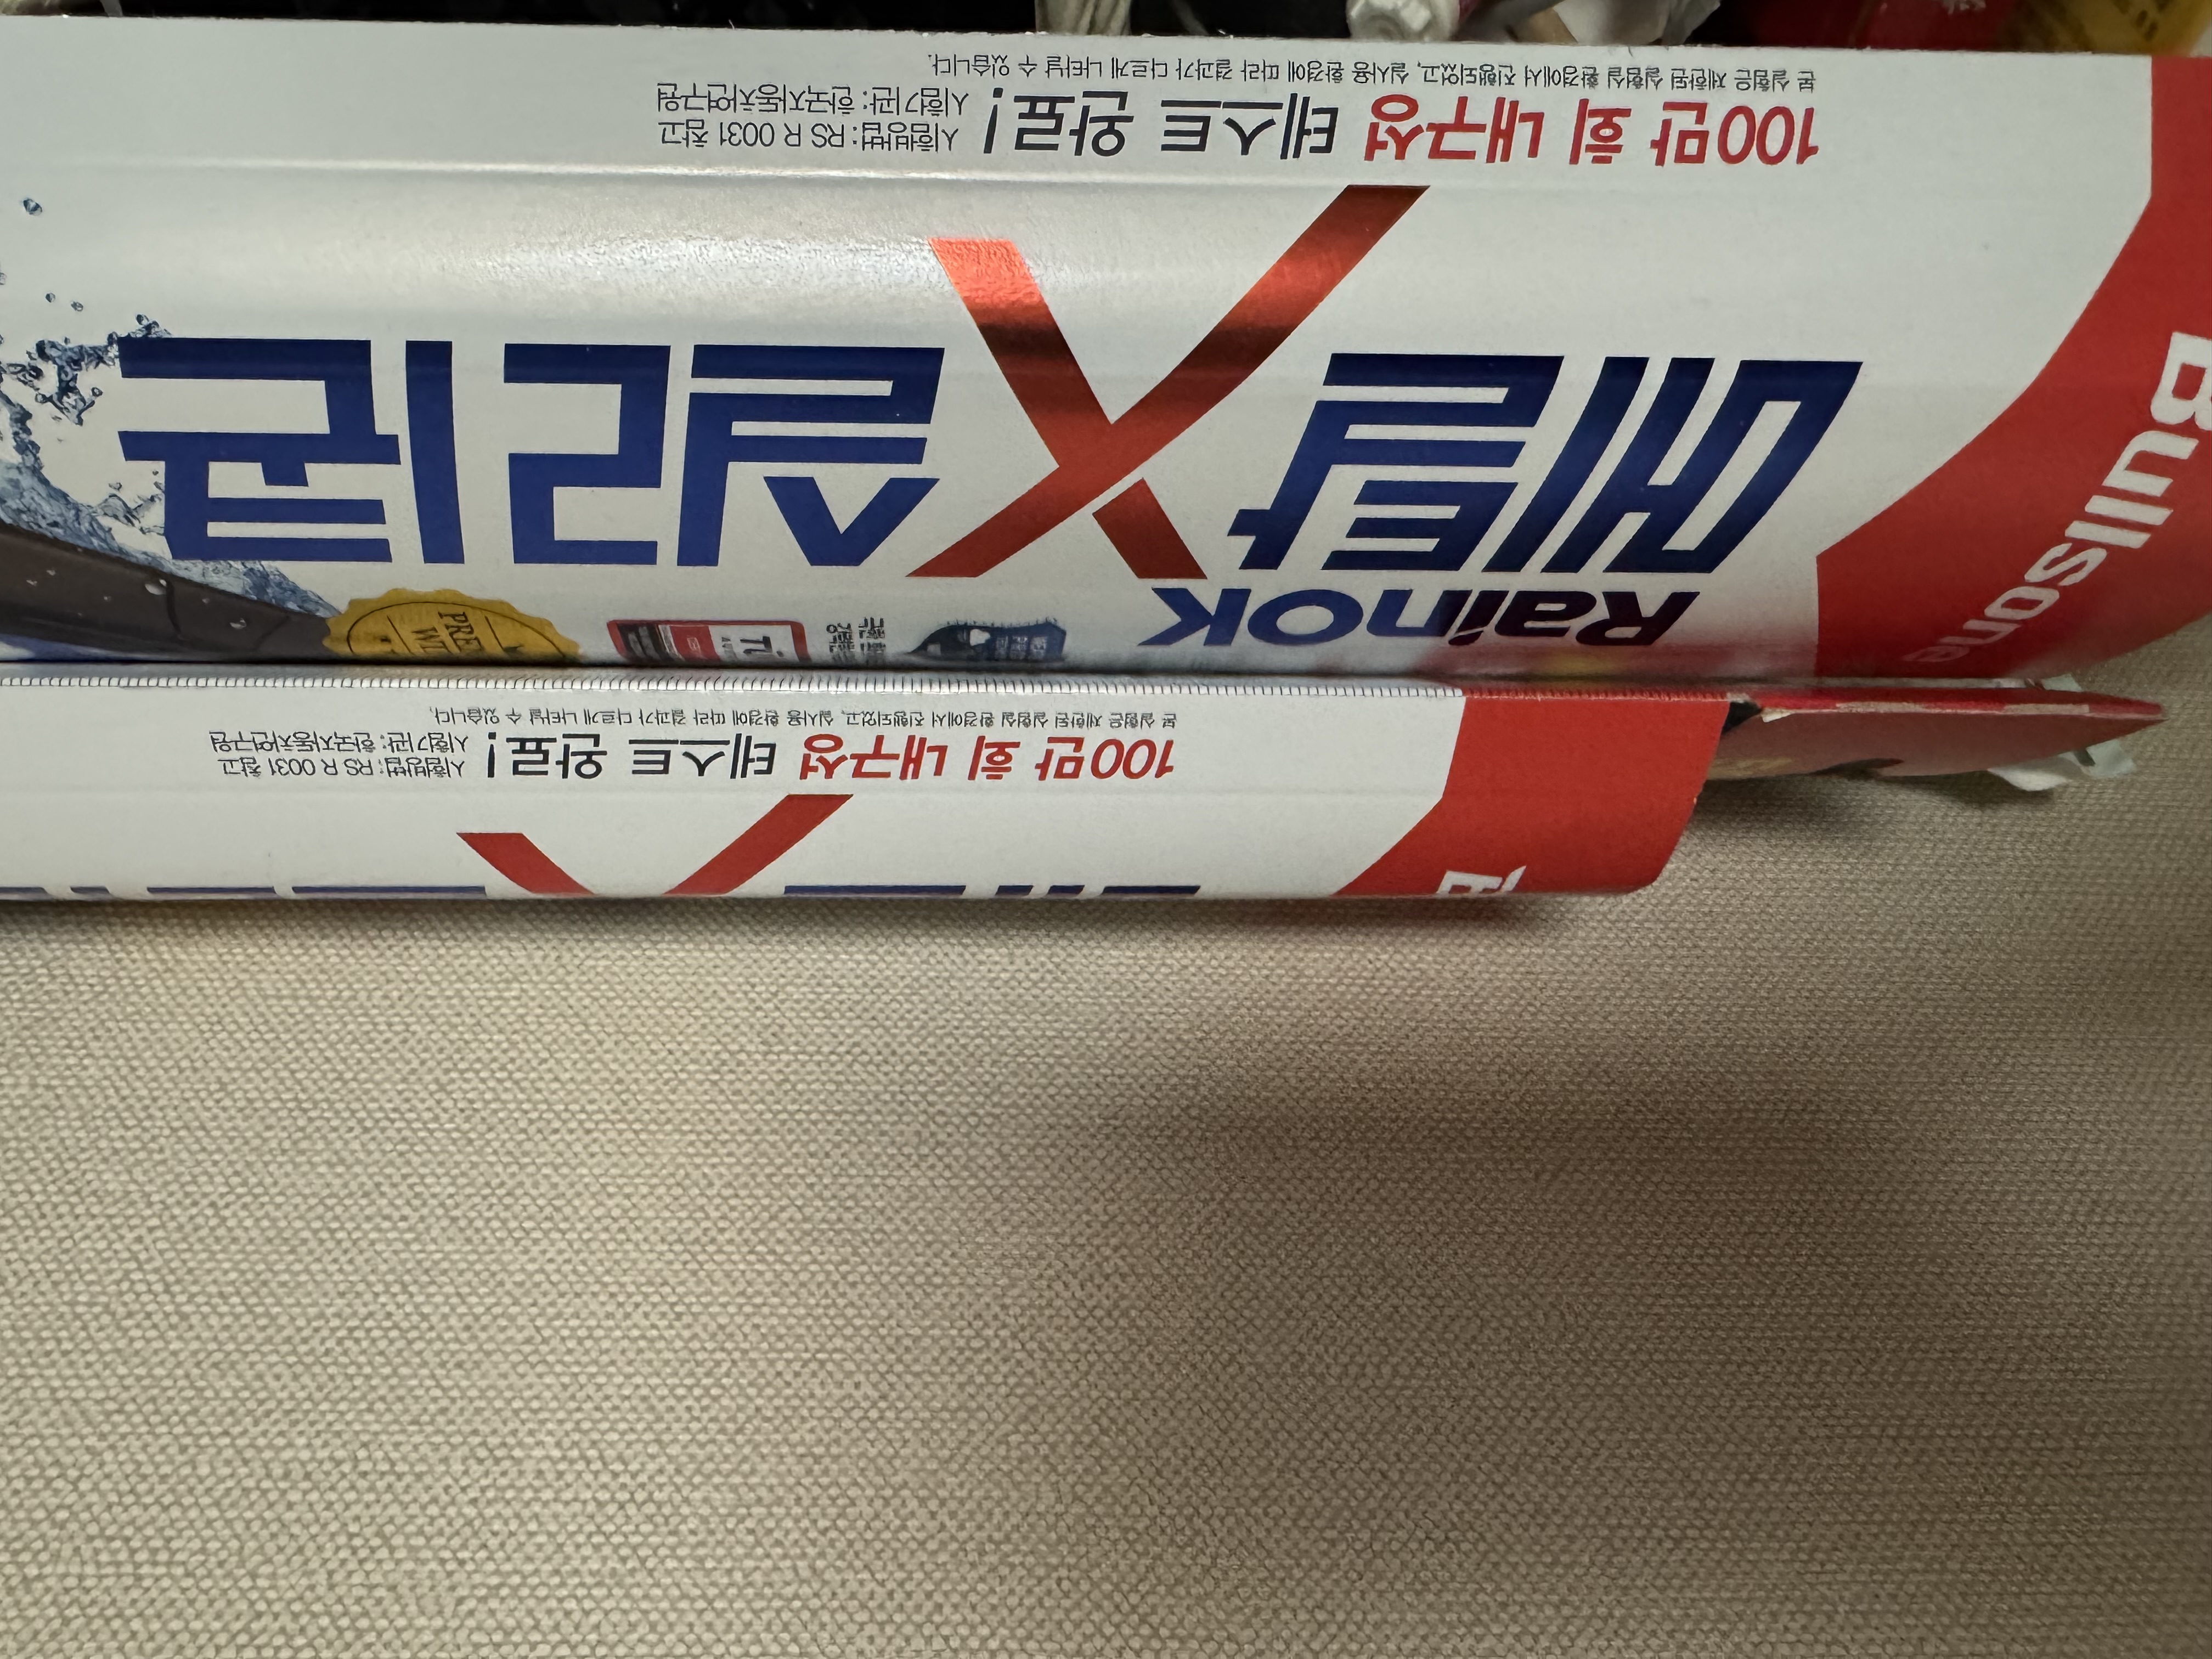 Bullsone
RainOK
메탈X실리콘
100만 회 내구성 테스트 완료!
시험방법: RS R 0031 참고
시험기관: 한국자동차연구원
본 실험은 제한된 실험실 환경에서 진행되었고, 실사용 환경에 따라 결과가 다르게 나타날 수 있습니다.
100만 회 내구성 테스트 완료!
시험방법: RS R 0031 참고
시험기관: 한국자동차연구원
본 실험은 제한된 실험실 환경에서 진행되었고, 실사용 환경에 따라 결과가 다르게 나타날 수 있습니다.